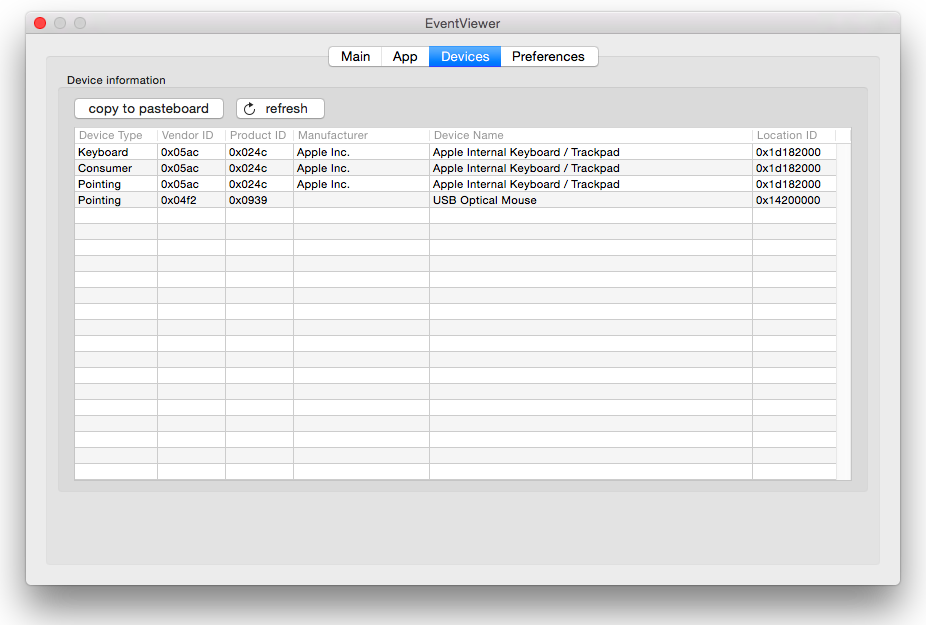 EventViewer
Main App Devices Preferences
Device information
copy to pasteboard refresh
Device Type Vendor ID Product ID Manufacturer Device Name Location ID
Keyboard 0x05ac 0x024c Apple Inc. Apple Internal Keyboard / Trackpad 0x1d182000
Consumer 0x05ac 0x024c Apple Inc. Apple Internal Keyboard / Trackpad 0x1d182000
Pointing 0x05ac 0x024c Apple Inc. Apple Internal Keyboard / Trackpad 0x1d182000
Pointing 0x04f2 0x0939 USB Optical Mouse 0x14200000